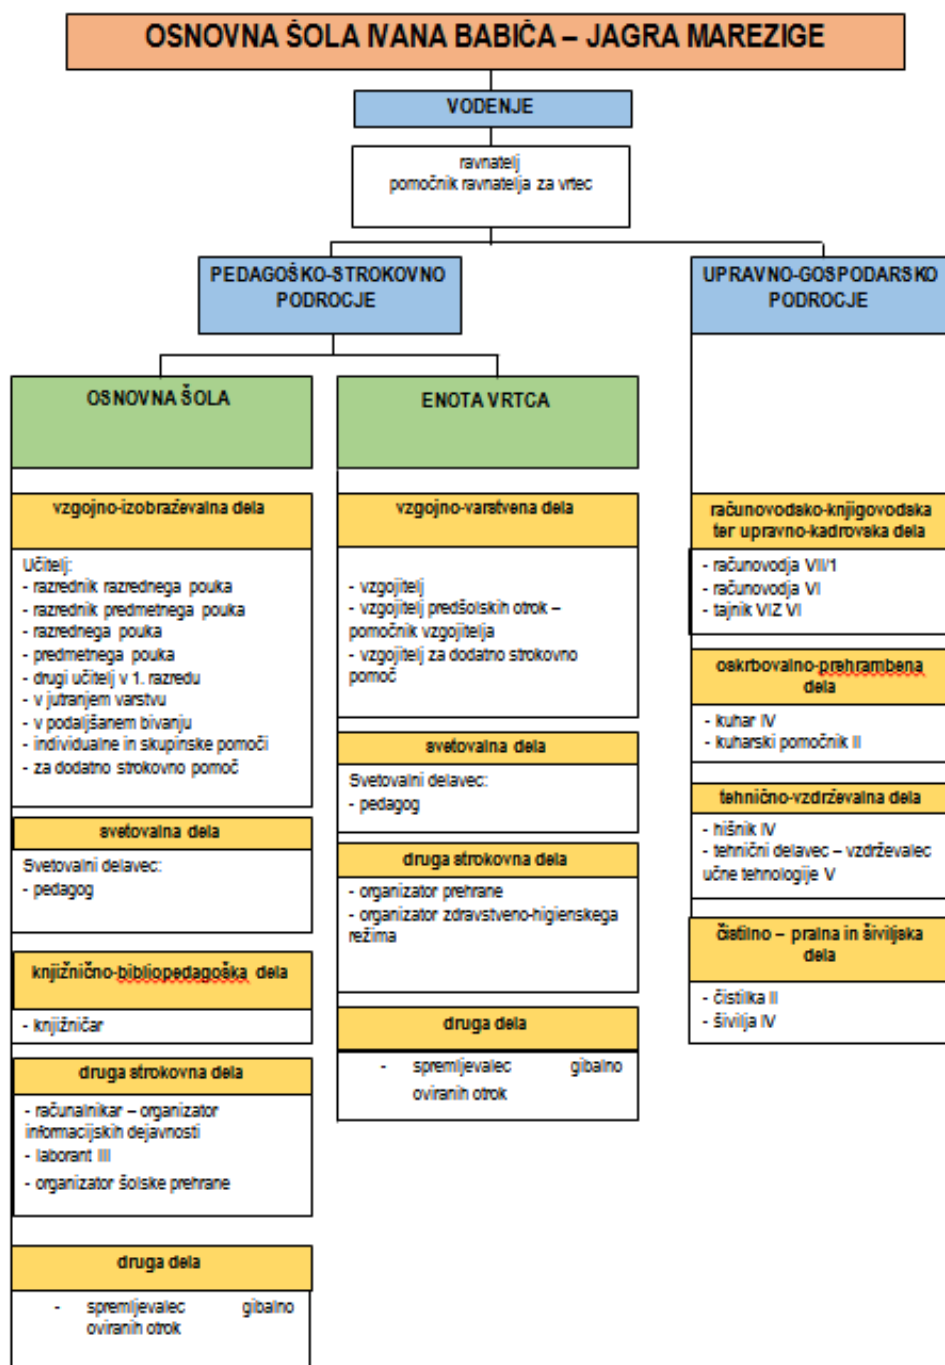 OSNOVNA ŠOLA IVANA BABIČA – JAGRA MAREZIGE
VODENJE
ravnatelj
pomočnik ravnatelja za vrtec
PEDAGOŠKO-STROKOVNO
PODROCJE
UPRAVNO-GOSPODARSKO
PODROCJE
OSNOVNA ŠOLA
vzgojno-izobraževalna dela
Učitelj:
- razrednik razrednega pouka
- razrednik predmetnega pouka
- razrednega pouka
- predmetnega pouka
- drugi učitelj v 1. razredu
- v jutranjem varstvu
- v podaljšanem bivanju
- individualne in skupinske pomoči
- za dodatno strokovno pomoč
svetovalna dela
Svetovalni delavec:
- pedagog
knjižnično-bibliopedagoška dela
- knjižničar
druga strokovna dela
- računalnikar – organizator
informacijskih dejavnosti
- laborant III
- organizator šolske prehrane
druga dela
- spremljevalec gibalno
oviranih otrok
ENOTA VRTCA
vzgojno-varstvena dela
- vzgojitelj
- vzgojitelj predšolskih otrok –
pomočnik vzgojitelja
- vzgojitelj za dodatno strokovno
pomoč
svetovalna dela
Svetovalni delavec:
- pedagog
druga strokovna dela
- organizator prehrane
- organizator zdravstveno-higienskega
režima
druga dela
- spremljevalec gibalno
oviranih otrok
računovodsko-knjigovodska
ter upravno-kadrovska dela
- računovodja VII/1
- računovodja VI
- tajnik VIZ VI
oskrbovalno-prehrambena
dela
- kuhar IV
- kuharski pomočnik II
tehnično-vzdrževalna dela
- hišnik IV
- tehnični delavec – vzdrževalec
učne tehnologije V
čistilno – pralna in šiviljska
dela
- čistilka II
- šivilja IV